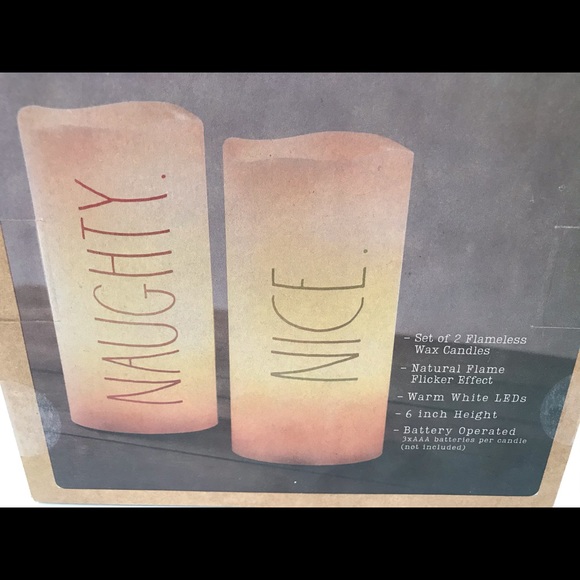 NAUGHTY.
NICE.
- Set of 2 Flameless
Wax Candles
- Natural Flame
Flicker Effect
- Warm White LEDs
- 6 inch Height
- Battery Operated
3xAAA batteries per candle
(not included)